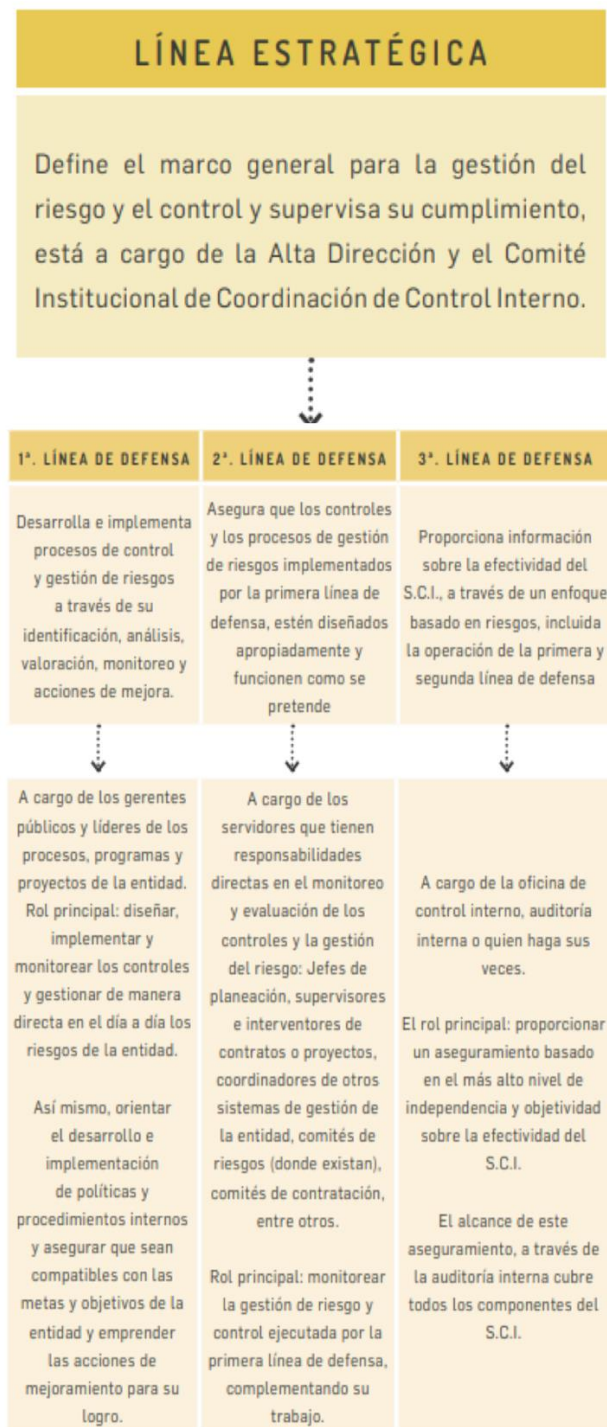 LÍNEA ESTRATÉGICA
Define el marco general para la gestión del
riesgo y el control y supervisa su cumplimiento,
está a cargo de la Alta Dirección y el Comité
Institucional de Coordinación de Control Interno.
1ª. LÍNEA DE DEFENSA
Desarrolla e implementa
procesos de control
y gestión de riesgos
a través de su
identificación, análisis,
valoración, monitoreo y
acciones de mejora.
A cargo de los gerentes
públicos y líderes de los
procesos, programas y
proyectos de la entidad.
Rol principal: diseñar,
implementar y
monitorear los controles
y gestionar de manera
directa en el día a día los
riesgos de la entidad.
Así mismo, orientar
el desarrollo e
implementación
de políticas y
procedimientos internos
y asegurar que sean
compatibles con las
metas y objetivos de la
entidad y emprender
las acciones de
mejoramiento para su
logro.
2ª. LÍNEA DE DEFENSA
Asegura que los controles
y los procesos de gestión
de riesgos implementados
por la primera línea de
defensa, estén diseñados
apropiadamente y
funcionen como se
pretende
A cargo de los
servidores que tienen
responsabilidades
directas en el monitoreo
y evaluación de los
controles y la gestión
del riesgo: Jefes de
planeación, supervisores
e interventores de
contratos o proyectos,
coordinadores de otros
sistemas de gestión de
la entidad, comités de
riesgos (donde existan),
comités de contratación,
entre otros.
Rol principal: monitorear
la gestión de riesgo y
control ejecutada por la
primera línea de defensa,
complementando su
trabajo.
3ª. LÍNEA DE DEFENSA
Proporciona información
sobre la efectividad del
S.C.I., a través de un enfoque
basado en riesgos, incluida
la operación de la primera y
segunda línea de defensa
A cargo de la oficina de
control interno, auditoría
interna o quien haga sus
veces.
El rol principal: proporcionar
un aseguramiento basado
en el más alto nivel de
independencia y objetividad
sobre la efectividad del
S.C.I.
El alcance de este
aseguramiento, a través de
la auditoría interna cubre
todos los componentes del
S.C.I.